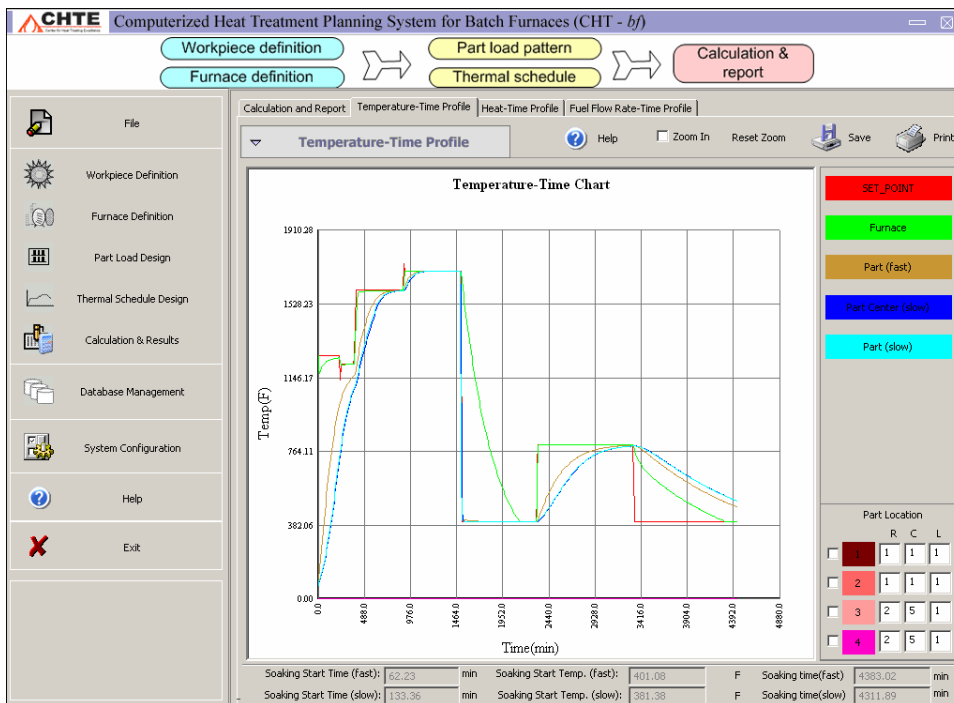 CHTE Computerized Heat Treatment Planning System for Batch Furnaces (CHT - bf)
Center for Heat Treating Excellence
Workpiece definition
Furnace definition
Part load pattern
Thermal schedule
Calculation &
report
File
Workpiece Definition
Furnace Definition
Part Load Design
Thermal Schedule Design
Calculation & Results
Database Management
System Configuration
Help
Exit
Calculation and Report Temperature-Time Profile Heat-Time Profile Fuel Flow Rate-Time Profile
Temperature-Time Profile Help Zoom In Reset Zoom Save Print
Temperature-Time Chart
Temp(F)
1910.28
1528.23
1146.17
764.11
382.06
0.00
0.0 488.0 976.0 1464.0 1952.0 2440.0 2928.0 3416.0 3904.0 4392.0 4880.0
Time(min)
SET_POINT
Furnace
Part (fast)
Part Center (slow)
Part (slow)
Part Location
R C L
1 1 1 1
2 1 1 1
3 2 5 1
4 2 5 1
Soaking Start Time (fast): 62.23 min Soaking Start Temp. (fast): 401.08 F Soaking time(fast) 4383.02 min
Soaking Start Time (slow): 133.36 min Soaking Start Temp. (slow): 381.38 F Soaking time(slow) 4311.89 min